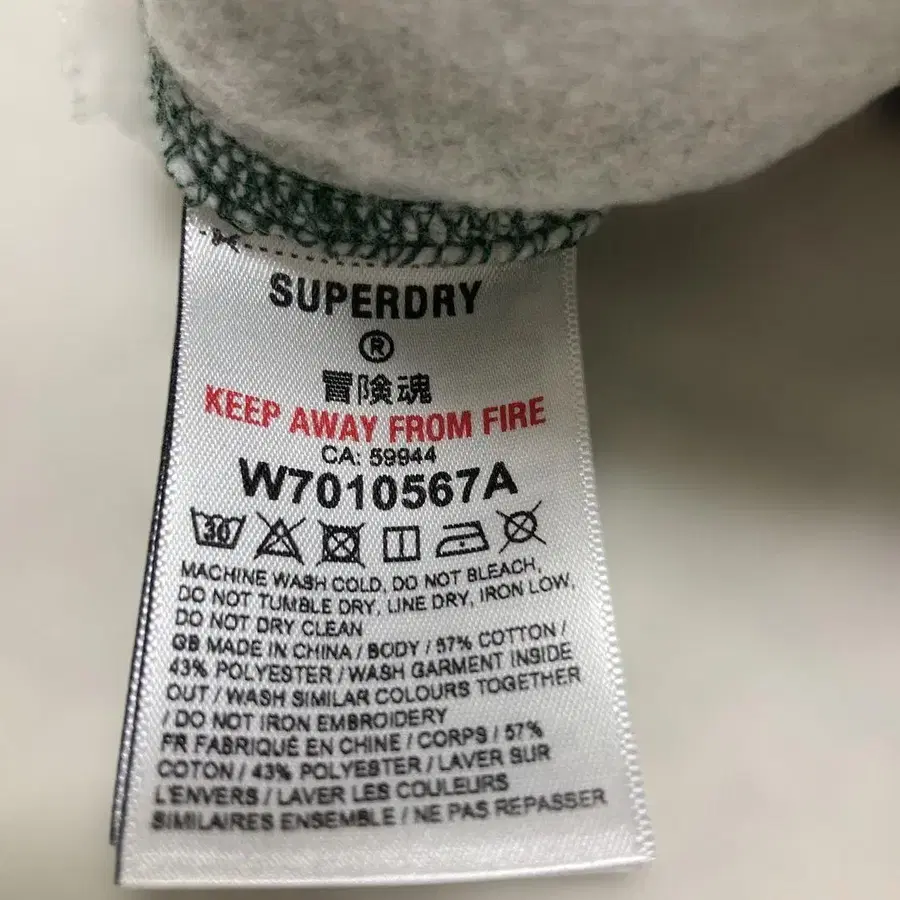 SUPERDRY
®
冒険魂
KEEP AWAY FROM FIRE
CA: 59944
W7010567A
30
MACHINE WASH COLD, DO NOT BLEACH,
DO NOT TUMBLE DRY, LINE DRY, IRON LOW,
DO NOT DRY CLEAN
GB MADE IN CHINA / BODY / 57% COTTON /
43% POLYESTER / WASH GARMENT INSIDE
OUT / WASH SIMILAR COLOURS TOGETHER
/ DO NOT IRON EMBROIDERY
FR FABRIQUÉ EN CHINE / CORPS / 57%
COTON / 43% POLYESTER / LAVER SUR
L'ENVERS / LAVER LES COULEURS
SIMILAIRES ENSEMBLE / NE PAS REPASSER